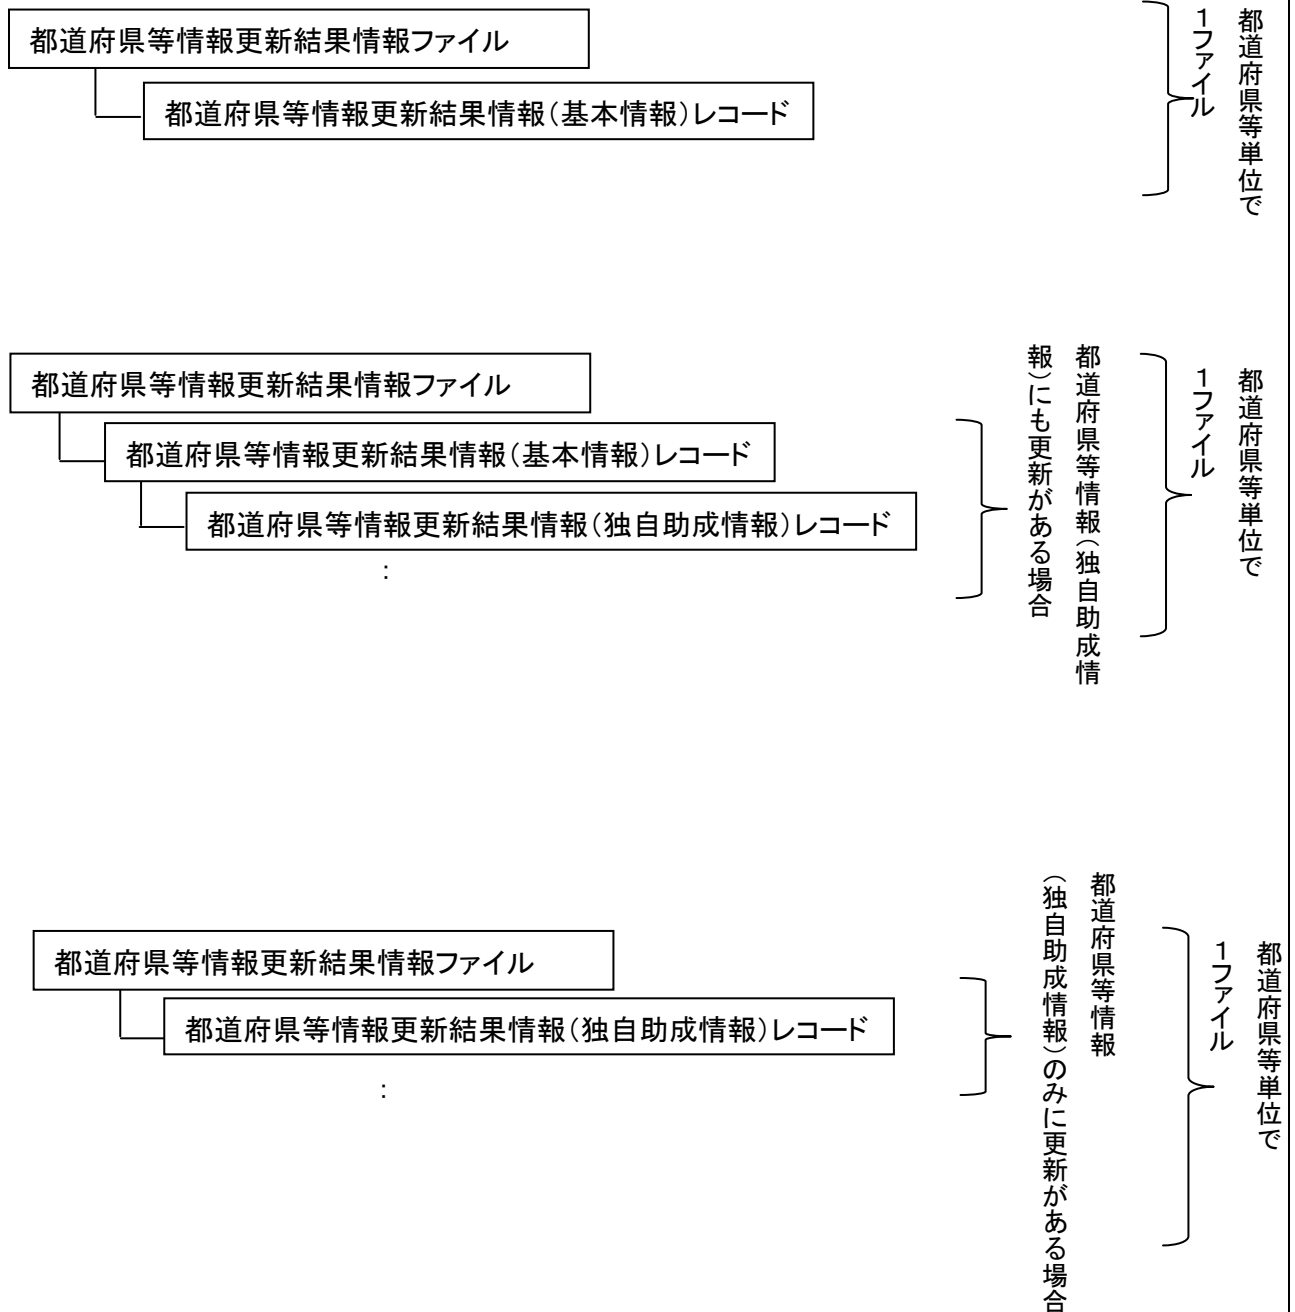 都道府県等情報更新結果情報ファイル
都道府県等情報更新結果情報（基本情報）レコード
都道府県等単位で
１ファイル
都道府県等情報更新結果情報ファイル
都道府県等情報更新結果情報（基本情報）レコード
都道府県等情報更新結果情報（独自助成情報）レコード
：
都道府県等情報（独自助成情
報）にも更新がある場合
都道府県等単位で
１ファイル
都道府県等情報更新結果情報ファイル
都道府県等情報更新結果情報（独自助成情報）レコード
：
都道府県等情報
（独自助成情報）のみに更新がある場合
都道府県等単位で
１ファイル